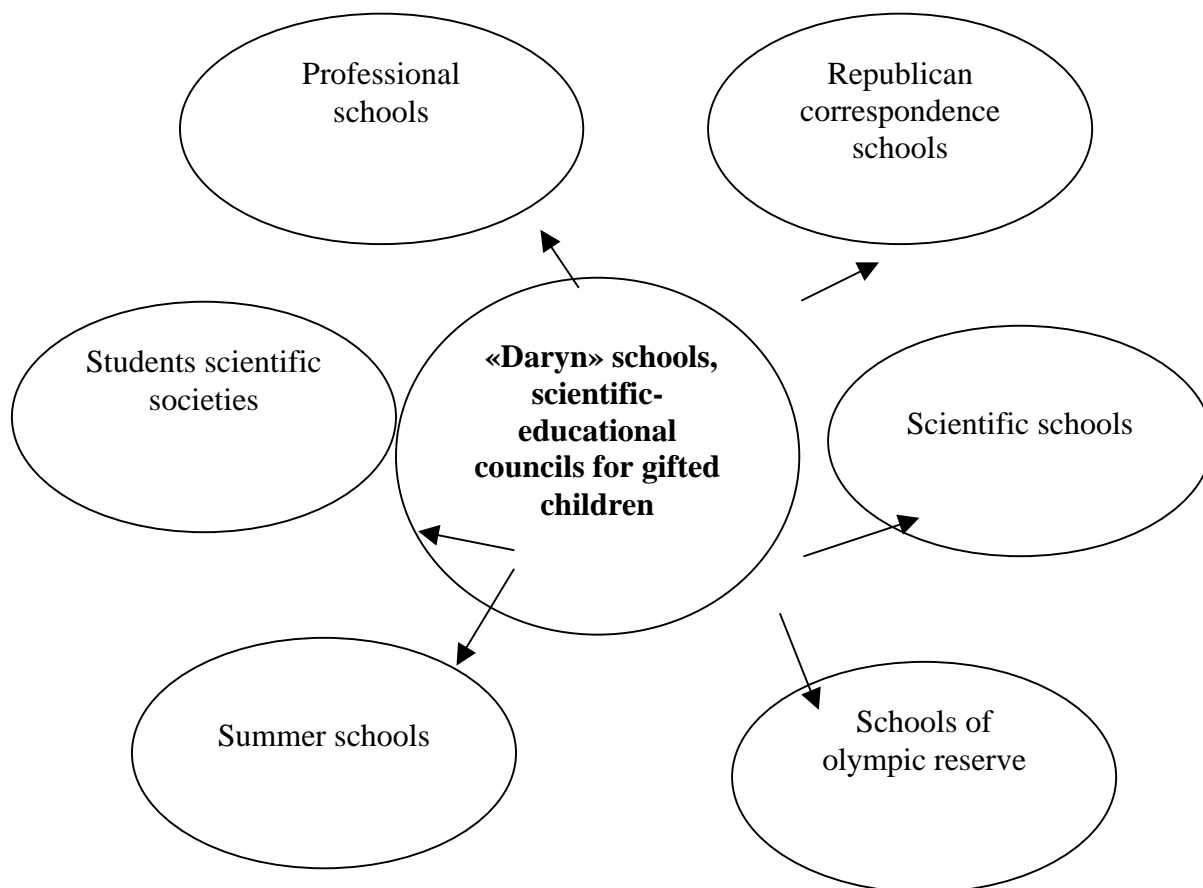 Professional
schools
Republican
correspondence
schools
Students scientific
societies
«Daryn» schools,
scientific-
educational
councils for gifted
children
Scientific schools
Summer schools
Schools of
olympic reserve